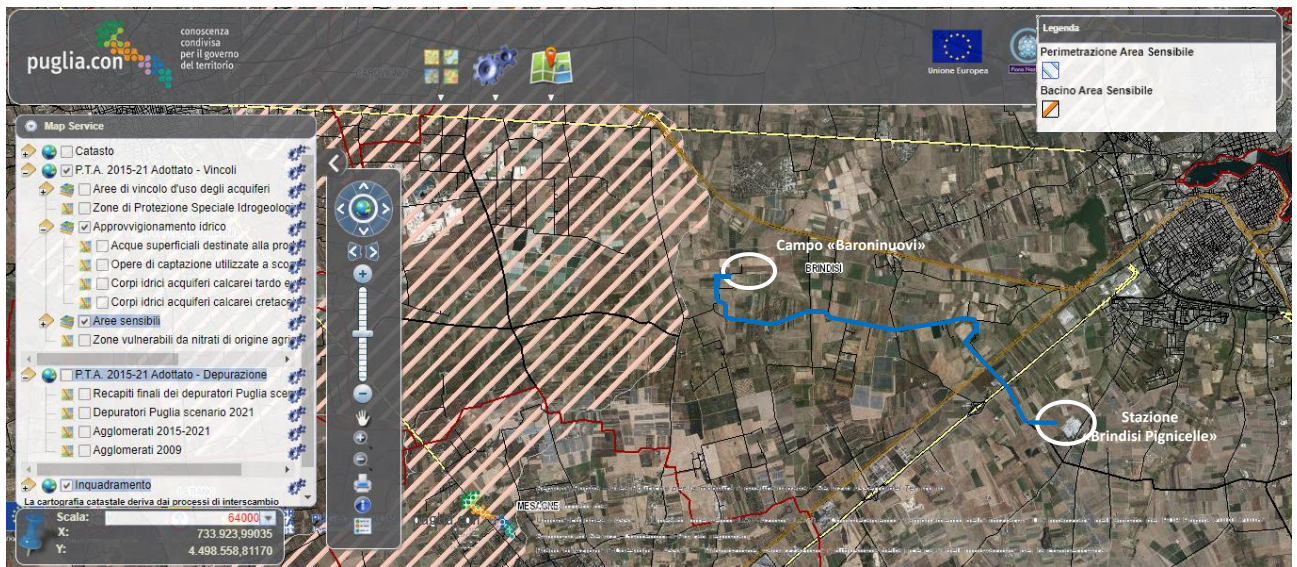 puglia.con
conoscenza
condivisa
per il governo
del territorio
Unione Europea
Legenda
Perimetrazione Area Sensibile
Bacino Area Sensibile
Map Service
Catasto
P.T.A. 2015-21 Adottato - Vincoli
Aree di vincolo d'uso degli acquiferi
Zone di Protezione Speciale Idrogeolog
Approvvigionamento idrico
Acque superficiali destinate alla prod
Opere di captazione utilizzate a sco
Corpi idrici acquiferi calcarei tardo e
Corpi idrici acquiferi calcarei cretace
Aree sensibili
Zone vulnerabili da nitrati di origine agri
P.T.A. 2015-21 Adottato - Depurazione
Recapiti finali dei depuratori Puglia scen
Depuratori Puglia scenario 2021
Agglomerati 2015-2021
Agglomerati 2009
Inquadramento
La cartografia catastale deriva dai processi di interscambio
Scala:
64000
X:
733.923,99035
Y:
4.498.558,81170
Campo «Baroninuovi»
BRINDISI
Stazione
«Brindisi Pignicelle»
MESAGNE